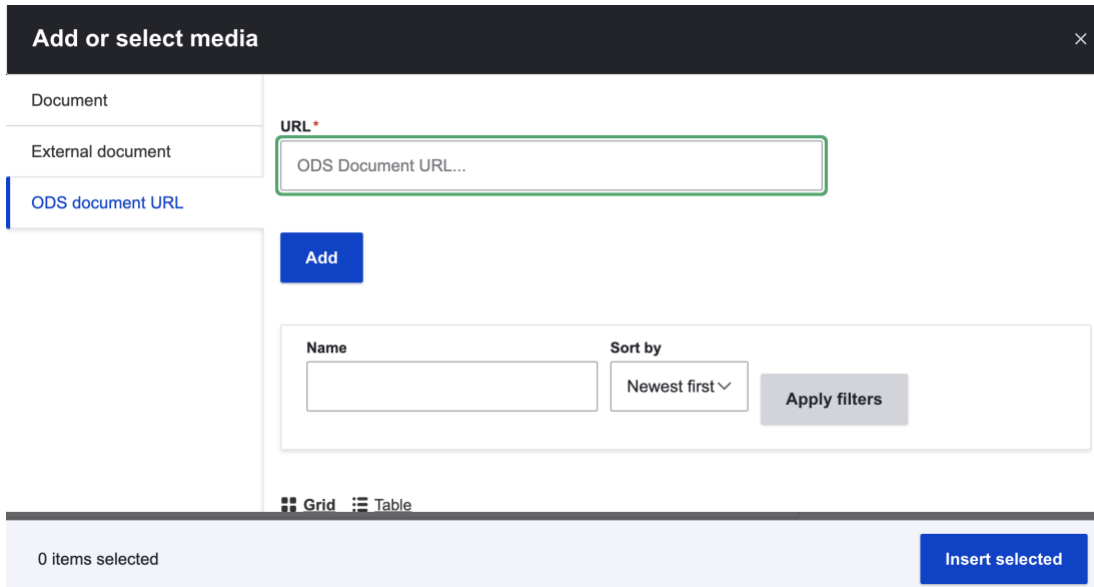 Add or select media
Document
External document
ODS document URL
URL*
ODS Document URL...
Add
Name
Sort by
Newest first
Apply filters
Grid
Table
0 items selected
Insert selected